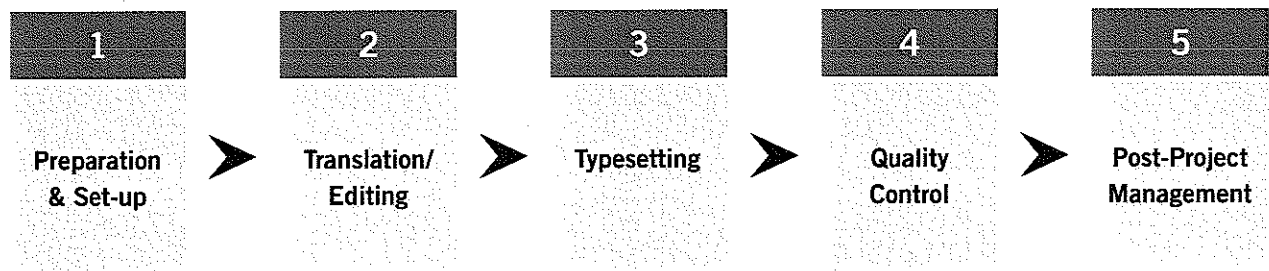 1
Preparation
& Set-up
2
Translation/
Editing
3
Typesetting
4
Quality
Control
5
Post-Project
Management